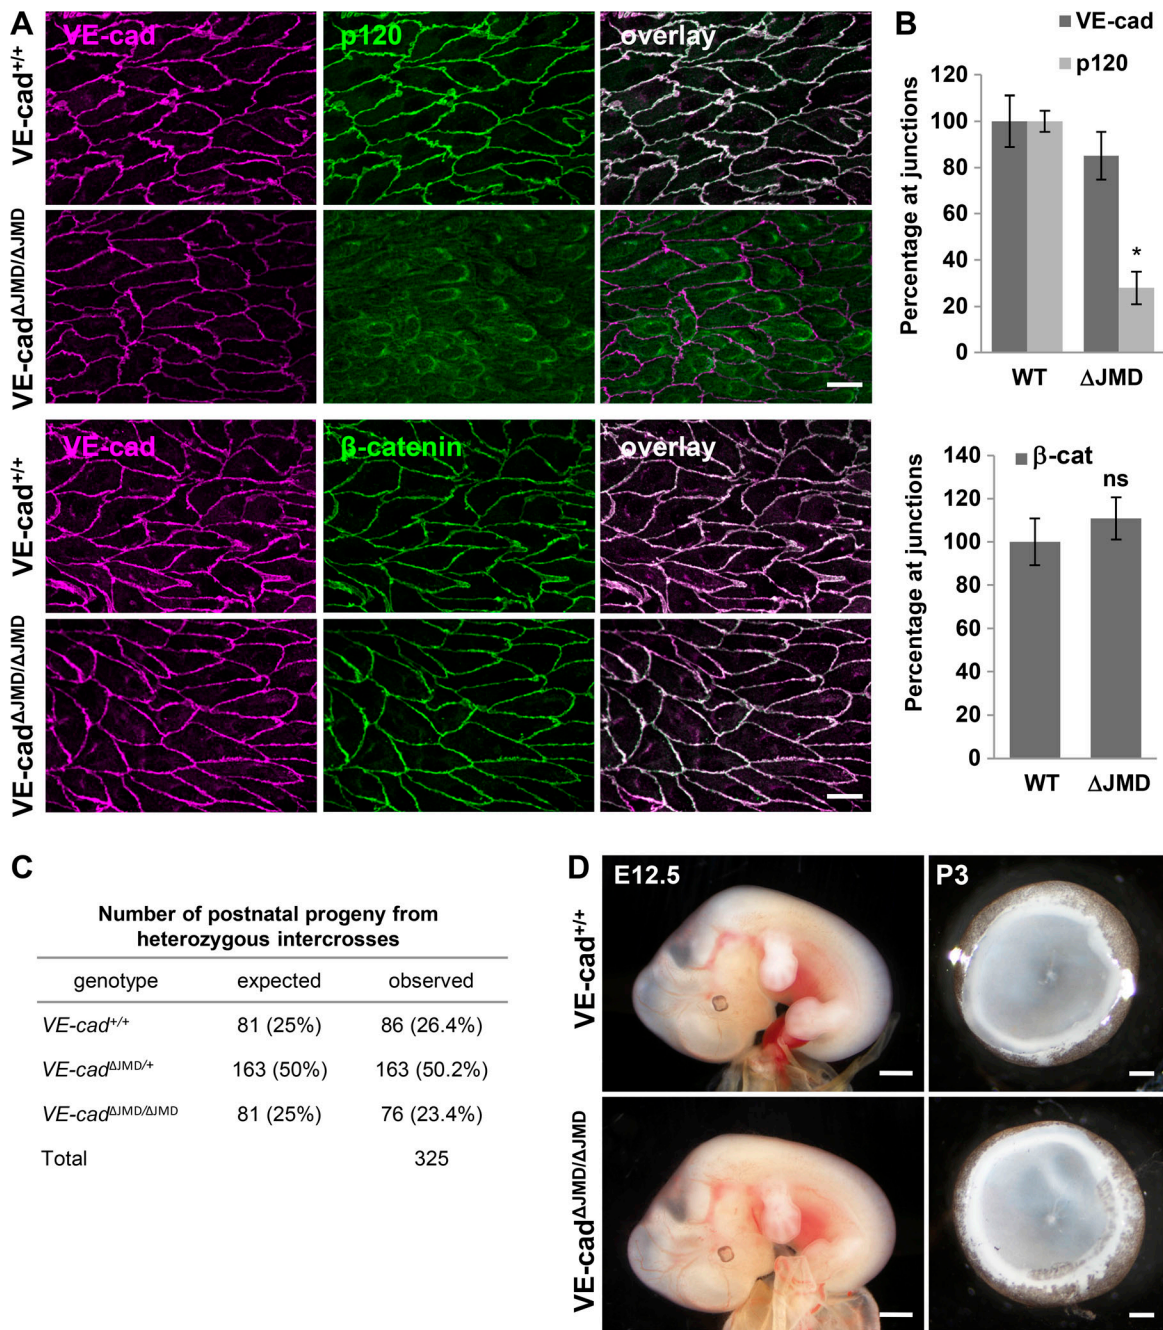 A
VE-cad
p120
overlay
VE-cad+/+
VE-cadΔJMD/ΔJMD
VE-cad
β-catenin
overlay
VE-cad+/+
VE-cadΔJMD/ΔJMD
B
VE-cad
p120
Percentage at junctions
120
100
80
60
40
20
0
*
WT
ΔJMD
β-cat
ns
Percentage at junctions
140
120
100
80
60
40
20
0
WT
ΔJMD
C
Number of postnatal progeny from
heterozygous intercrosses
genotype expected observed
VE-cad+/+ 81 (25%) 86 (26.4%)
VE-cadΔJMD/+ 163 (50%) 163 (50.2%)
VE-cadΔJMD/ΔJMD 81 (25%) 76 (23.4%)
Total 325
D
E12.5
P3
VE-cad+/+
VE-cadΔJMD/ΔJMD